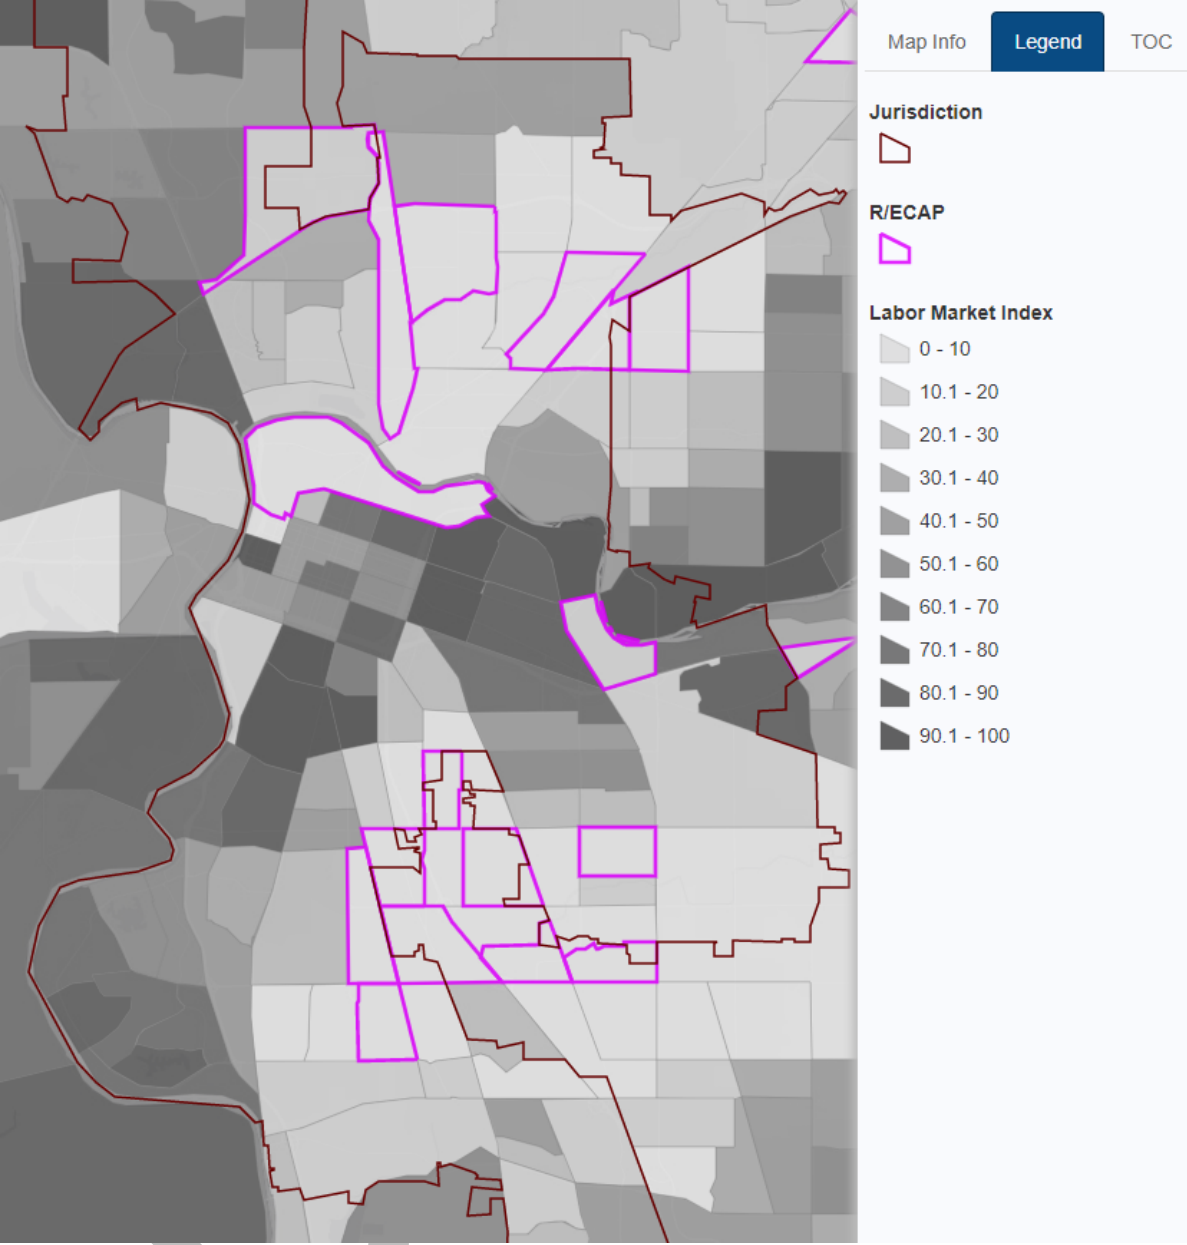 Map Info Legend TOC
Jurisdiction
R/ECAP
Labor Market Index
0 - 10
10.1 - 20
20.1 - 30
30.1 - 40
40.1 - 50
50.1 - 60
60.1 - 70
70.1 - 80
80.1 - 90
90.1 - 100